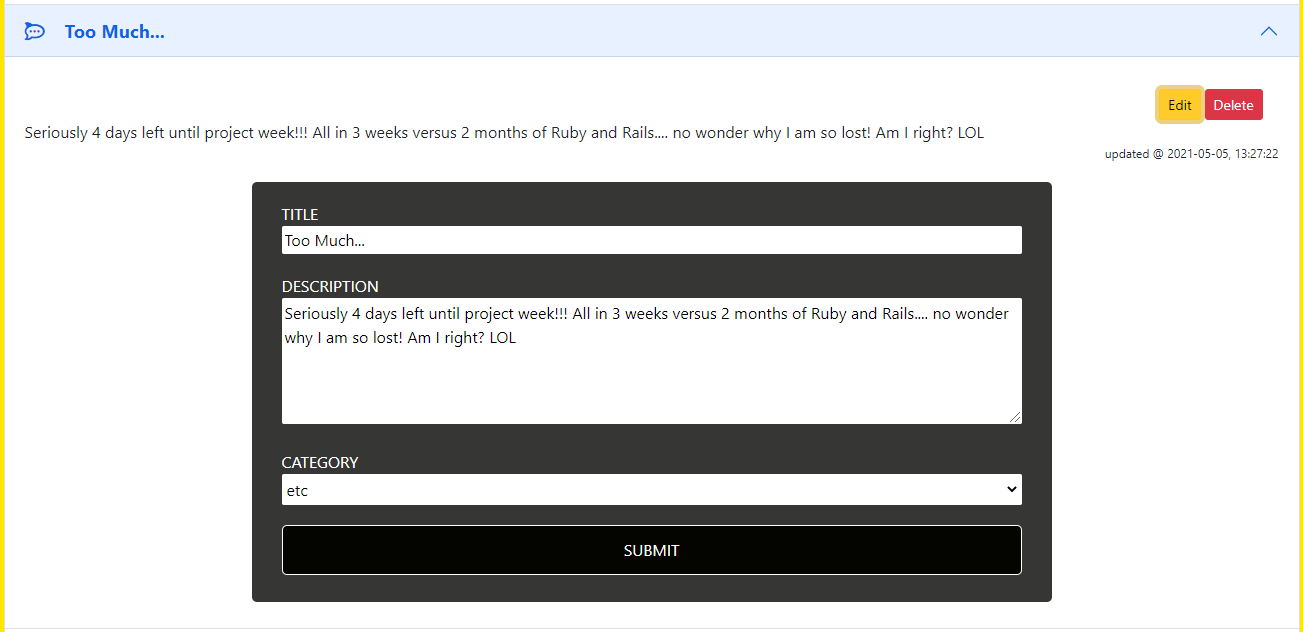 Too Much...
Edit Delete
Seriously 4 days left until project week!!! All in 3 weeks versus 2 months of Ruby and Rails.... no wonder why I am so lost! Am I right? LOL
updated @ 2021-05-05, 13:27:22
TITLE
Too Much...
DESCRIPTION
Seriously 4 days left until project week!!! All in 3 weeks versus 2 months of Ruby and Rails.... no wonder
why I am so lost! Am I right? LOL
CATEGORY
etc
SUBMIT